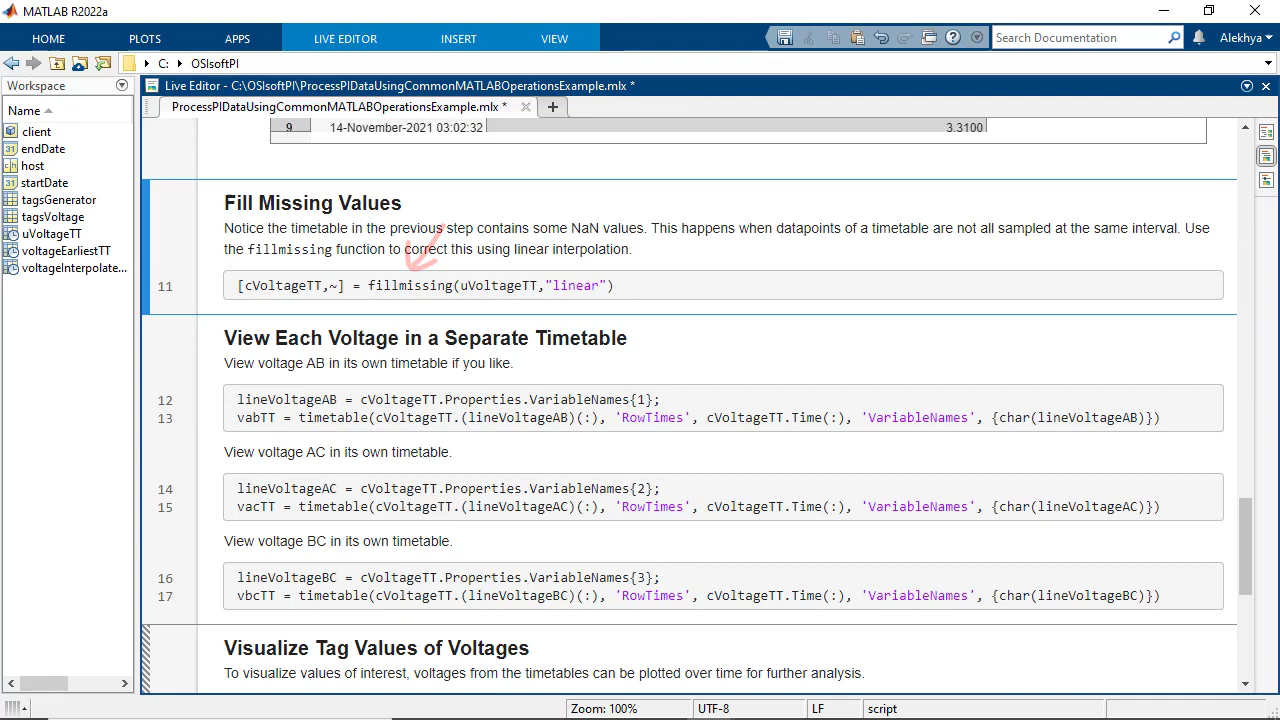 MATLAB R2022a
HOME PLOTS APPS LIVE EDITOR INSERT VIEW Search Documentation Alekhya
C: OSIsoftPI
Workspace
Name
client
endDate
host
startDate
tagsGenerator
tagsVoltage
uVoltageTT
voltageEarliestTT
voltageInterpolate...
Live Editor - C:\OSIsoftPI\ProcessPIDataUsingCommonMATLABOperationsExample.mlx *
ProcessPIDataUsingCommonMATLABOperationsExample.mlx *
9 14-November-2021 03:02:32 3.3100
Fill Missing Values
Notice the timetable in the previous step contains some NaN values. This happens when datapoints of a timetable are not all sampled at the same interval. Use
the fillmissing function to correct this using linear interpolation.
11 [cVoltageTT,~] = fillmissing(uVoltageTT,"linear")
View Each Voltage in a Separate Timetable
View voltage AB in its own timetable if you like.
12 lineVoltageAB = cVoltageTT.Properties.VariableNames{1};
13 vabTT = timetable(cVoltageTT.(lineVoltageAB)(:), 'RowTimes', cVoltageTT.Time(:), 'VariableNames', {char(lineVoltageAB)})
View voltage AC in its own timetable.
14 lineVoltageAC = cVoltageTT.Properties.VariableNames{2};
15 vacTT = timetable(cVoltageTT.(lineVoltageAC)(:), 'RowTimes', cVoltageTT.Time(:), 'VariableNames', {char(lineVoltageAC)})
View voltage BC in its own timetable.
16 lineVoltageBC = cVoltageTT.Properties.VariableNames{3};
17 vbcTT = timetable(cVoltageTT.(lineVoltageBC)(:), 'RowTimes', cVoltageTT.Time(:), 'VariableNames', {char(lineVoltageBC)})
Visualize Tag Values of Voltages
To visualize values of interest, voltages from the timetables can be plotted over time for further analysis.
Zoom: 100% UTF-8 LF script